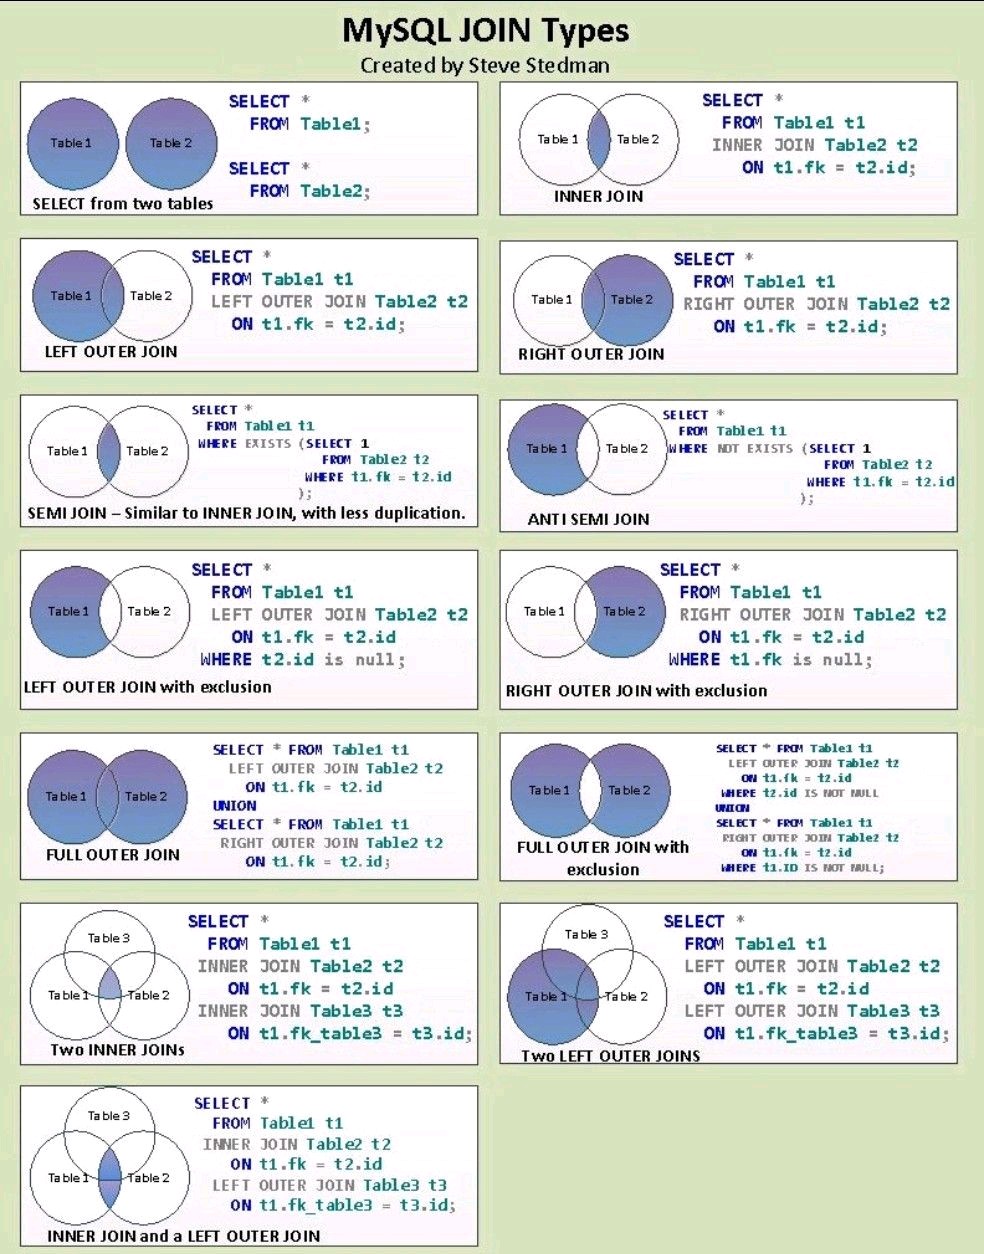 MySQL JOIN Types
Created by Steve Stedman
Table 1
Table 2
SELECT *
FROM Table1;
SELECT *
FROM Table2;
SELECT from two tables
Table 1
Table 2
SELECT *
FROM Table1 t1
INNER JOIN Table2 t2
ON t1.fk = t2.id;
INNER JOIN
Table 1
Table 2
SELECT *
FROM Table1 t1
LEFT OUTER JOIN Table2 t2
ON t1.fk = t2.id;
LEFT OUTER JOIN
Table 1
Table 2
SELECT *
FROM Table1 t1
RIGHT OUTER JOIN Table2 t2
ON t1.fk = t2.id;
RIGHT OUTER JOIN
Table 1
Table 2
SELECT *
FROM Table1 t1
WHERE EXISTS (SELECT 1
FROM Table2 t2
WHERE t1.fk = t2.id
);
SEMI JOIN – Similar to INNER JOIN, with less duplication.
Table 1
Table 2
SELECT *
FROM Table1 t1
WHERE NOT EXISTS (SELECT 1
FROM Table2 t2
WHERE t1.fk = t2.id
);
ANTI SEMI JOIN
Table 1
Table 2
SELECT *
FROM Table1 t1
LEFT OUTER JOIN Table2 t2
ON t1.fk = t2.id
WHERE t2.id is null;
LEFT OUTER JOIN with exclusion
Table 1
Table 2
SELECT *
FROM Table1 t1
RIGHT OUTER JOIN Table2 t2
ON t1.fk = t2.id
WHERE t1.fk is null;
RIGHT OUTER JOIN with exclusion
Table 1
Table 2
SELECT * FROM Table1 t1
LEFT OUTER JOIN Table2 t2
ON t1.fk = t2.id
UNION
SELECT * FROM Table1 t1
RIGHT OUTER JOIN Table2 t2
ON t1.fk = t2.id;
FULL OUTER JOIN
Table 1
Table 2
SELECT * FROM Table1 t1
LEFT OUTER JOIN Table2 t2
ON t1.fk = t2.id
WHERE t2.id IS NOT NULL
UNION
SELECT * FROM Table1 t1
RIGHT OUTER JOIN Table2 t2
ON t1.fk = t2.id
WHERE t1.ID IS NOT NULL;
FULL OUTER JOIN with
exclusion
Table 3
Table 1
Table 2
SELECT *
FROM Table1 t1
INNER JOIN Table2 t2
ON t1.fk = t2.id
INNER JOIN Table3 t3
ON t1.fk_table3 = t3.id;
Two INNER JOINs
Table 3
Table 1
Table 2
SELECT *
FROM Table1 t1
LEFT OUTER JOIN Table2 t2
ON t1.fk = t2.id
LEFT OUTER JOIN Table3 t3
ON t1.fk_table3 = t3.id;
Two LEFT OUTER JOINS
Table 3
Table 1
Table 2
SELECT *
FROM Table1 t1
INNER JOIN Table2 t2
ON t1.fk = t2.id
LEFT OUTER JOIN Table3 t3
ON t1.fk_table3 = t3.id;
INNER JOIN and a LEFT OUTER JOIN